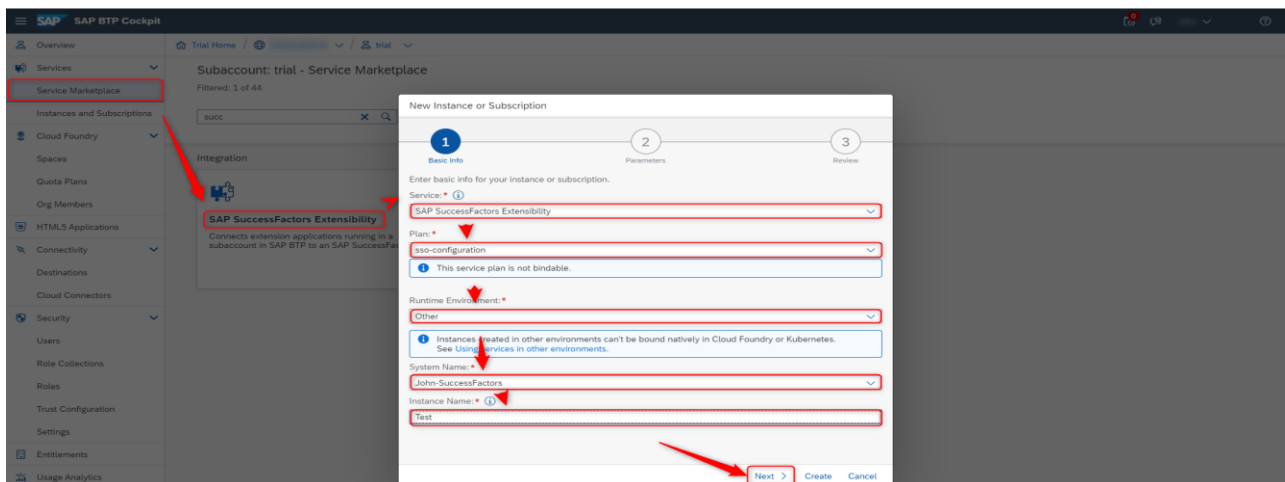 SAP SAP BTP Cockpit
0
Overview
Trial Home / / trial
Services
Subaccount: trial - Service Marketplace
Service Marketplace
Filtered: 1 of 44
Instances and Subscriptions
succ
Cloud Foundry
Spaces
Integration
Quota Plans
Org Members
SAP SuccessFactors Extensibility
HTML5 Applications
Connects extension applications running in a
subaccount in SAP BTP to an SAP
Connectivity
Destinations
Cloud Connectors
Security
Users
Role Collections
Roles
Trust Configuration
Settings
Entitlements
Usage Analytics
New Instance or Subscription
1 2 3
Basic Info Parameters Review
Enter basic info for your instance or subscription.
Service:*
SAP SuccessFactors Extensibility
Plan:*
sso-configuration
This service plan is not bindable.
Runtime Environment:*
Other
Instances created in other environments can't be bound natively in Cloud Foundry or Kubernetes.
See Using services in other environments.
System Name:*
John-SuccessFactors
Instance Name:*
Test
Next > Create Cancel